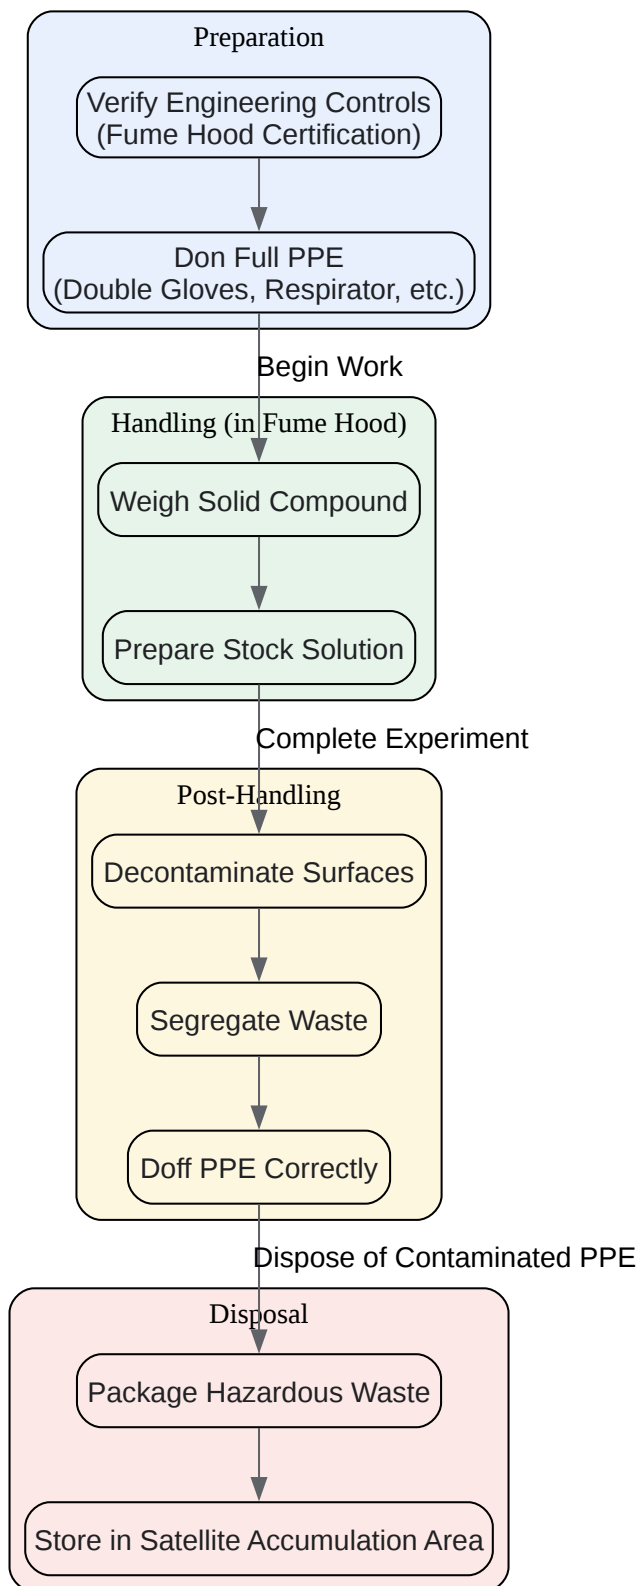 Preparation
Verify Engineering Controls
(Fume Hood Certification)
Don Full PPE
(Double Gloves, Respirator, etc.)
Begin Work
Handling (in Fume Hood)
Weigh Solid Compound
Prepare Stock Solution
Complete Experiment
Post-Handling
Decontaminate Surfaces
Segregate Waste
Doff PPE Correctly
Dispose of Contaminated PPE
Disposal
Package Hazardous Waste
Store in Satellite Accumulation Area